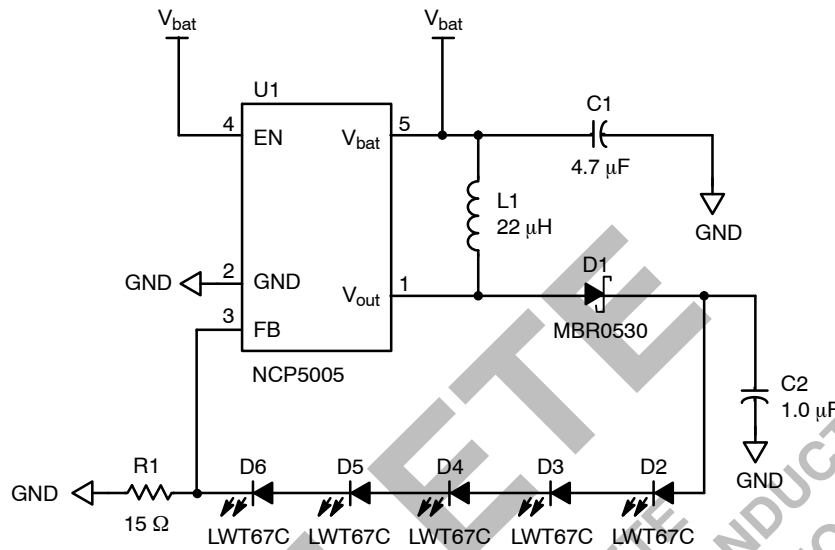 Vbat
Vbat
U1
C1
4
EN
Vbat
5
4.7 µF
L1
22 µH
GND
GND
2
GND
D1
Vout
1
3
FB
MBR0530
NCP5005
C2
1.0 µF
GND
R1
D6
D5
D4
D3
D2
GND
15 Ω
LWT67C
LWT67C
LWT67C
LWT67C
LWT67C